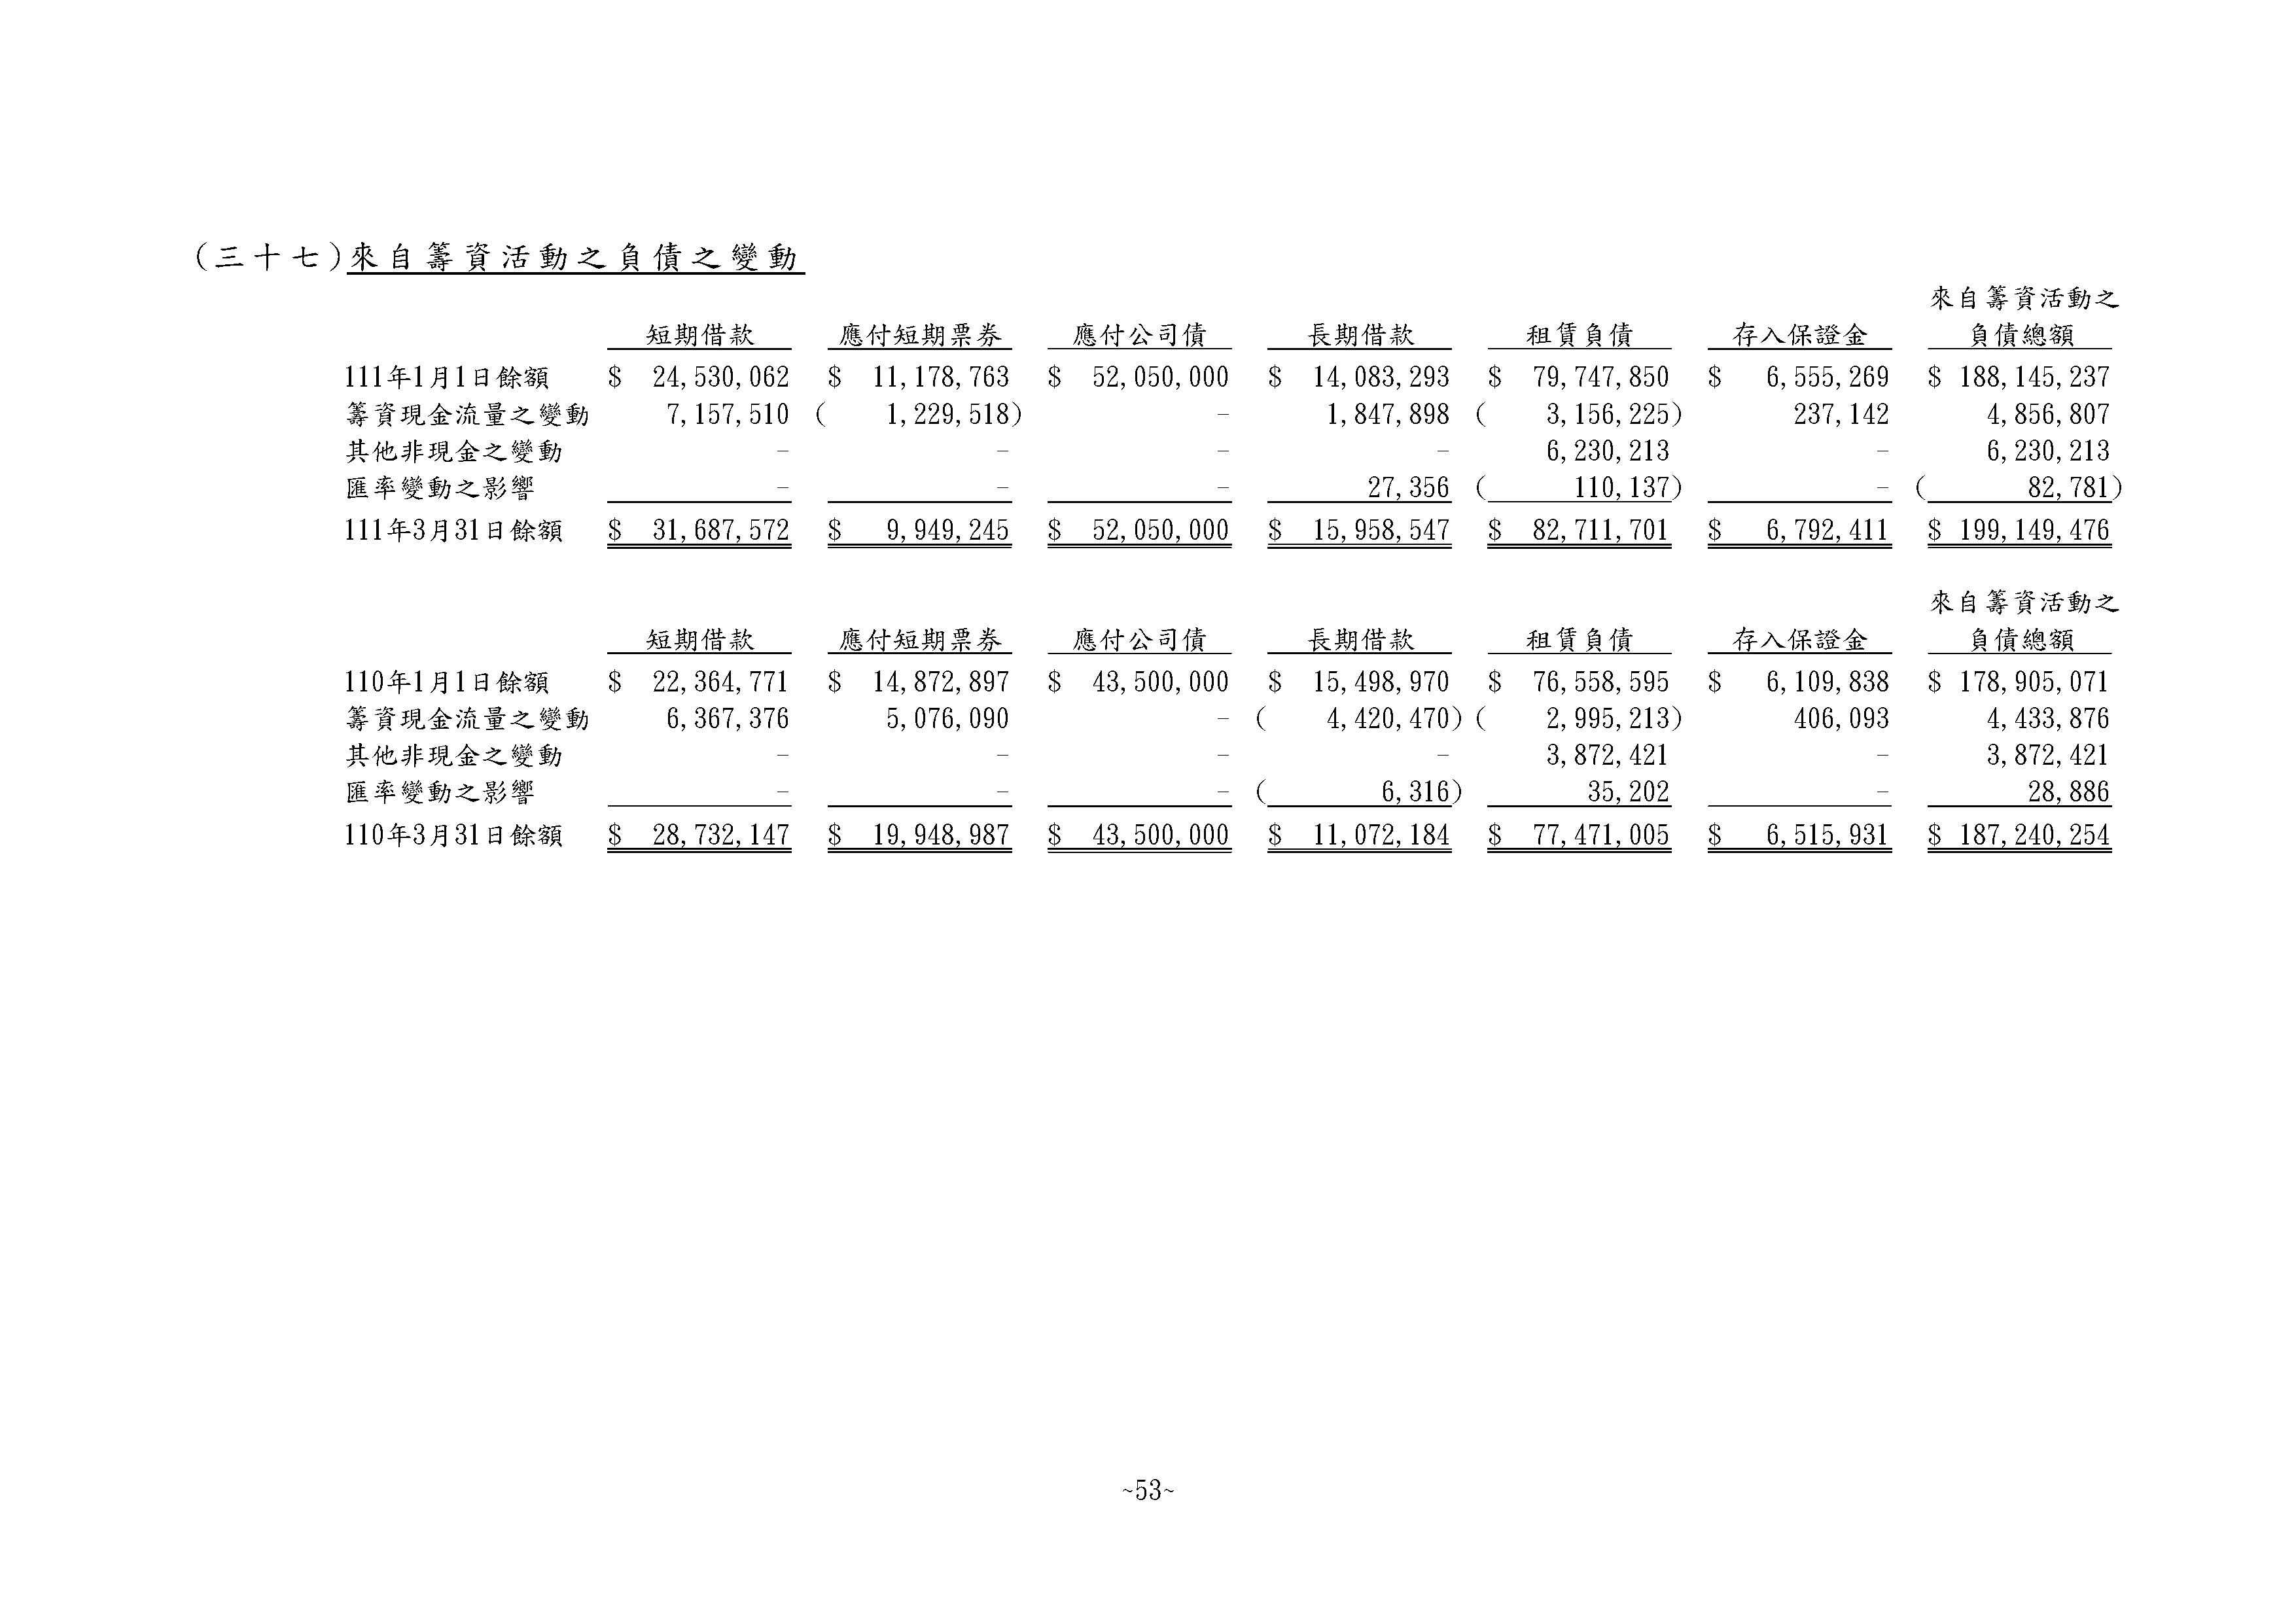 (三十七)來自籌資活動之負債之變動
來自籌資活動之
短期借款 應付短期票券 應付公司債 長期借款 租賃負債 存入保證金 負債總額
111年1月1日餘額 $ 24,530,062 $ 11,178,763 $ 52,050,000 $ 14,083,293 $ 79,747,850 $ 6,555,269 $ 188,145,237
籌資現金流量之變動 7,157,510 ( 1,229,518) - 1,847,898 ( 3,156,225) 237,142 4,856,807
其他非現金之變動 - - - - 6,230,213 - 6,230,213
匯率變動之影響 - - - 27,356 ( 110,137) - ( 82,781)
111年3月31日餘額 $ 31,687,572 $ 9,949,245 $ 52,050,000 $ 15,958,547 $ 82,711,701 $ 6,792,411 $ 199,149,476
來自籌資活動之
短期借款 應付短期票券 應付公司債 長期借款 租賃負債 存入保證金 負債總額
110年1月1日餘額 $ 22,364,771 $ 14,872,897 $ 43,500,000 $ 15,498,970 $ 76,558,595 $ 6,109,838 $ 178,905,071
籌資現金流量之變動 6,367,376 5,076,090 - ( 4,420,470) ( 2,995,213) 406,093 4,433,876
其他非現金之變動 - - - - 3,872,421 - 3,872,421
匯率變動之影響 - - - ( 6,316) 35,202 - 28,886
110年3月31日餘額 $ 28,732,147 $ 19,948,987 $ 43,500,000 $ 11,072,184 $ 77,471,005 $ 6,515,931 $ 187,240,254
~53~